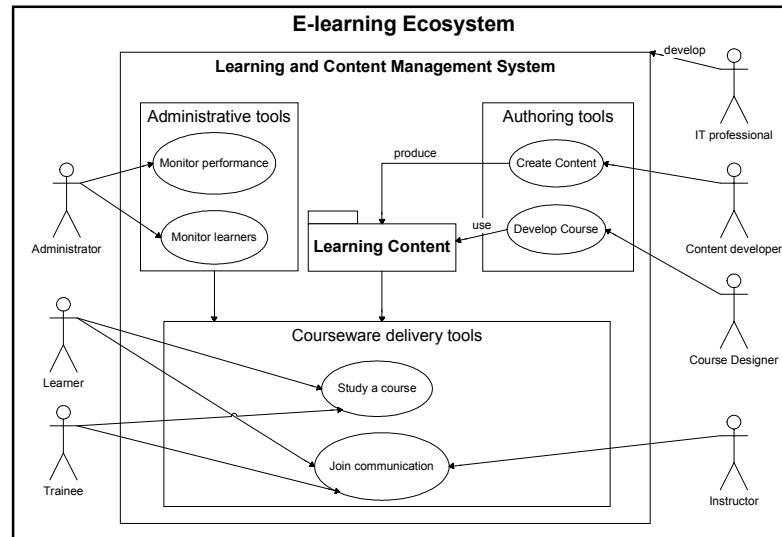 E-learning Ecosystem
Learning and Content Management System
develop
IT professional
Administrative tools
Authoring tools
Monitor performance
produce
Create Content
Administrator
Monitor learners
Learning Content
use
Develop Course
Content developer
Courseware delivery tools
Learner
Study a course
Course Designer
Trainee
Join communication
Instructor